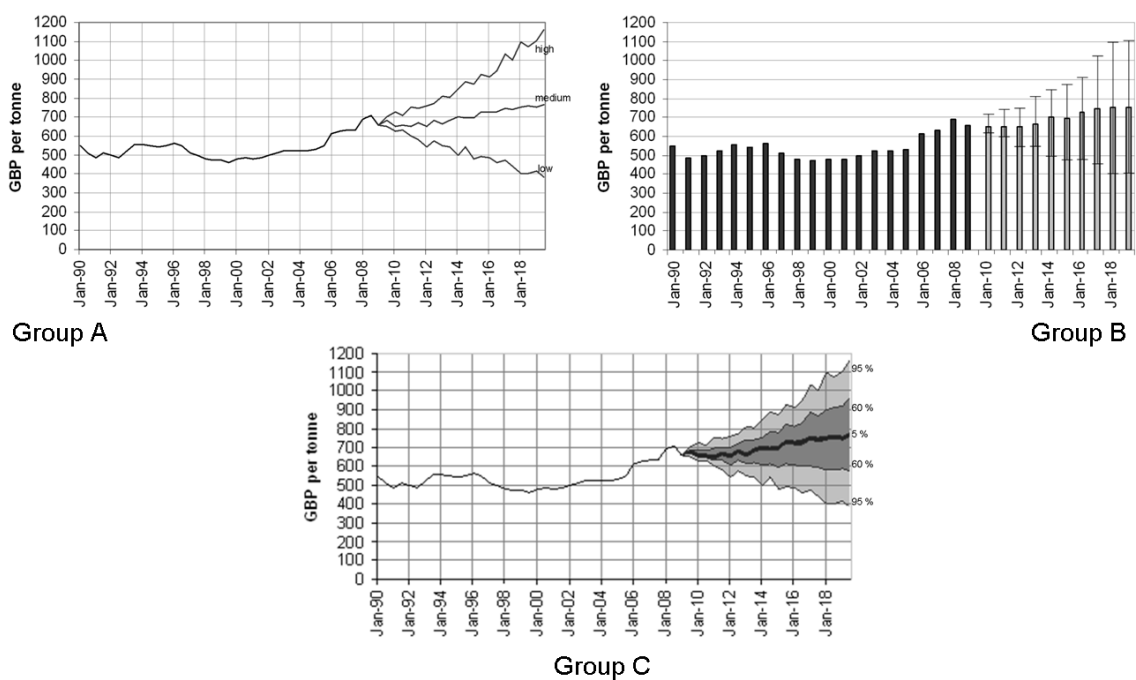 GBP per tonne
1200
1100
1000
900
800
700
600
500
400
300
200
100
0
high
medium
low
Jan-90
Jan-92
Jan-94
Jan-96
Jan-98
Jan-00
Jan-02
Jan-04
Jan-06
Jan-08
Jan-10
Jan-12
Jan-14
Jan-16
Jan-18
Group A
GBP per tonne
1200
1100
1000
900
800
700
600
500
400
300
200
100
0
Jan-90
Jan-92
Jan-94
Jan-96
Jan-98
Jan-00
Jan-02
Jan-04
Jan-06
Jan-08
Jan-10
Jan-12
Jan-14
Jan-16
Jan-18
Group B
GBP per tonne
1200
1100
1000
900
800
700
600
500
400
300
200
100
0
95 %
60 %
5 %
60 %
95 %
Jan-90
Jan-92
Jan-94
Jan-96
Jan-98
Jan-00
Jan-02
Jan-04
Jan-06
Jan-08
Jan-10
Jan-12
Jan-14
Jan-16
Jan-18
Group C